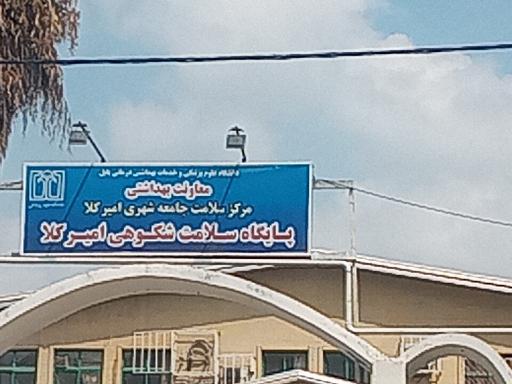 دانشگاه علوم پزشکی و خدمات بهداشتی درمانی بابل
معاونت بهداشتی
مرکز سلامت جامعه شهری امیرکلا
پایگاه سلامت شکوهی امیرکلا